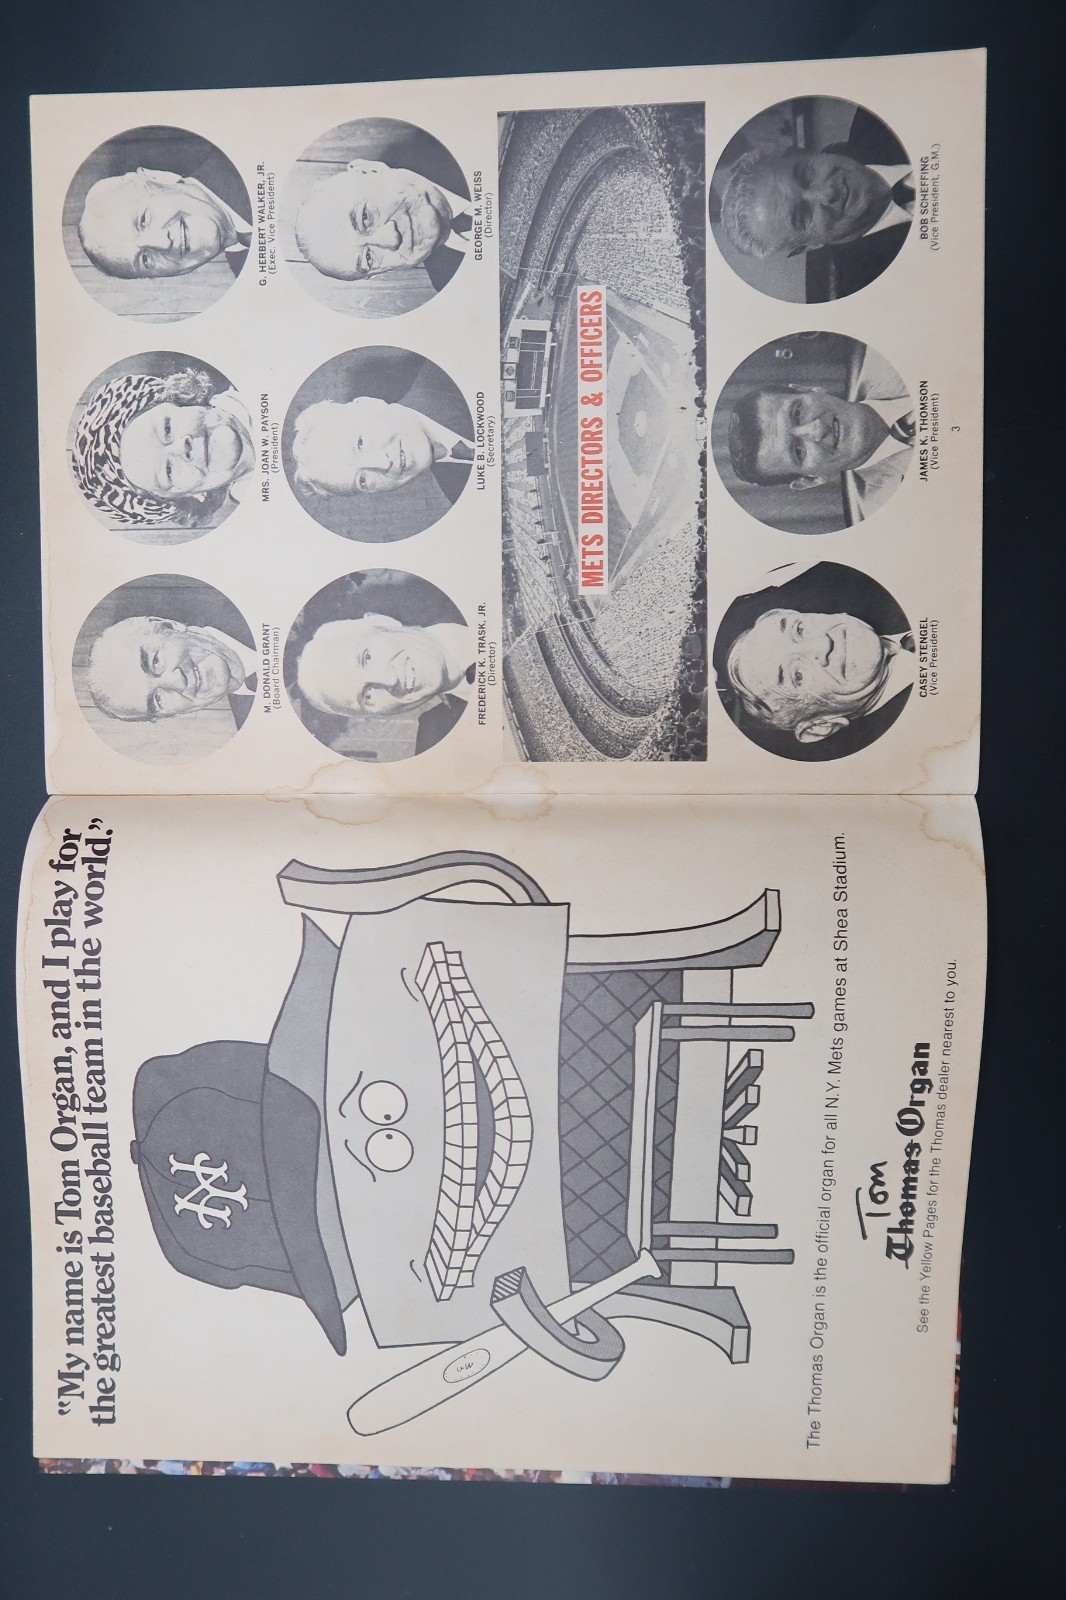 “My name is Tom Organ, and I play for
the greatest baseball team in the world.”
NY
The Thomas Organ is the official organ for all N.Y. Mets games at Shea Stadium.
Tom
Thomas Organ
See the Yellow Pages for the Thomas dealer nearest to you.
M. DONALD GRANT
(Board Chairman)
MRS. JOAN W. PAYSON
(President)
G. HERBERT WALKER, JR.
(Exec. Vice President)
FREDERICK K. TRASK, JR.
(Director)
LUKE B. LOCKWOOD
(Secretary)
GEORGE M. WEISS
(Director)
METS DIRECTORS & OFFICERS
CASEY STENGEL
(Vice President)
JAMES K. THOMSON
(Vice President)
BOB SCHEFFING
(Vice President, G.M.)
3